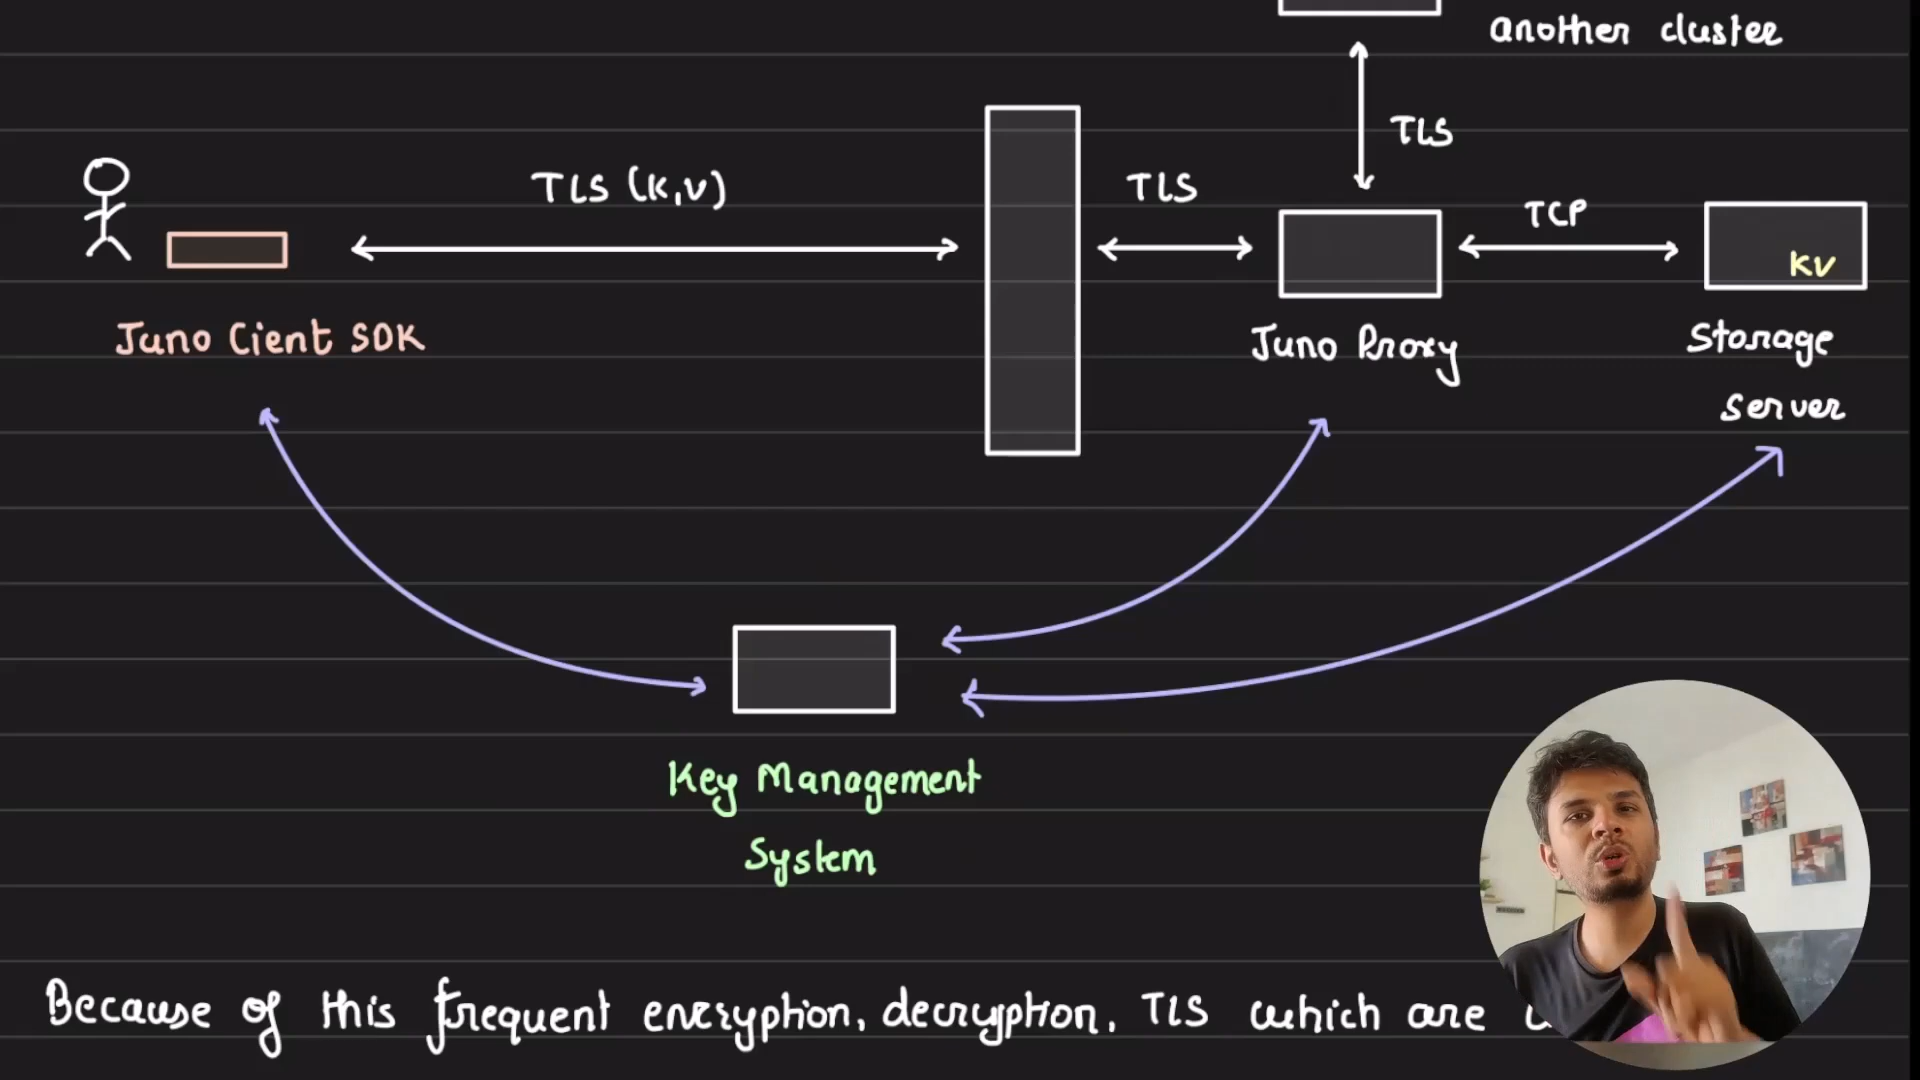 another cluster
TLS
TLS (K,V)
TLS
TCP
KV
Juno Cient SDK
Juno Proxy
Storage
Server
Key Management
System
Because of this frequent encryption, decryption, TLS which are